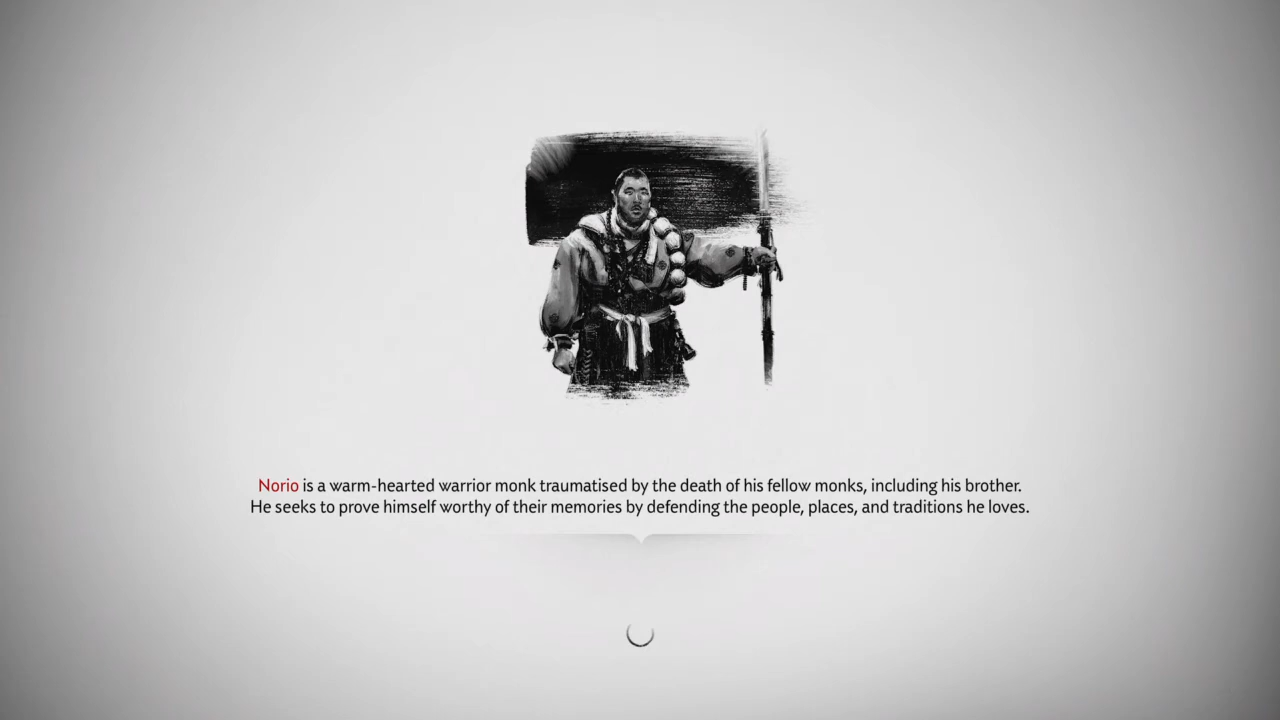 Norio is a warm-hearted warrior monk traumatised by the death of his fellow monks, including his brother.
He seeks to prove himself worthy of their memories by defending the people, places, and traditions he loves.